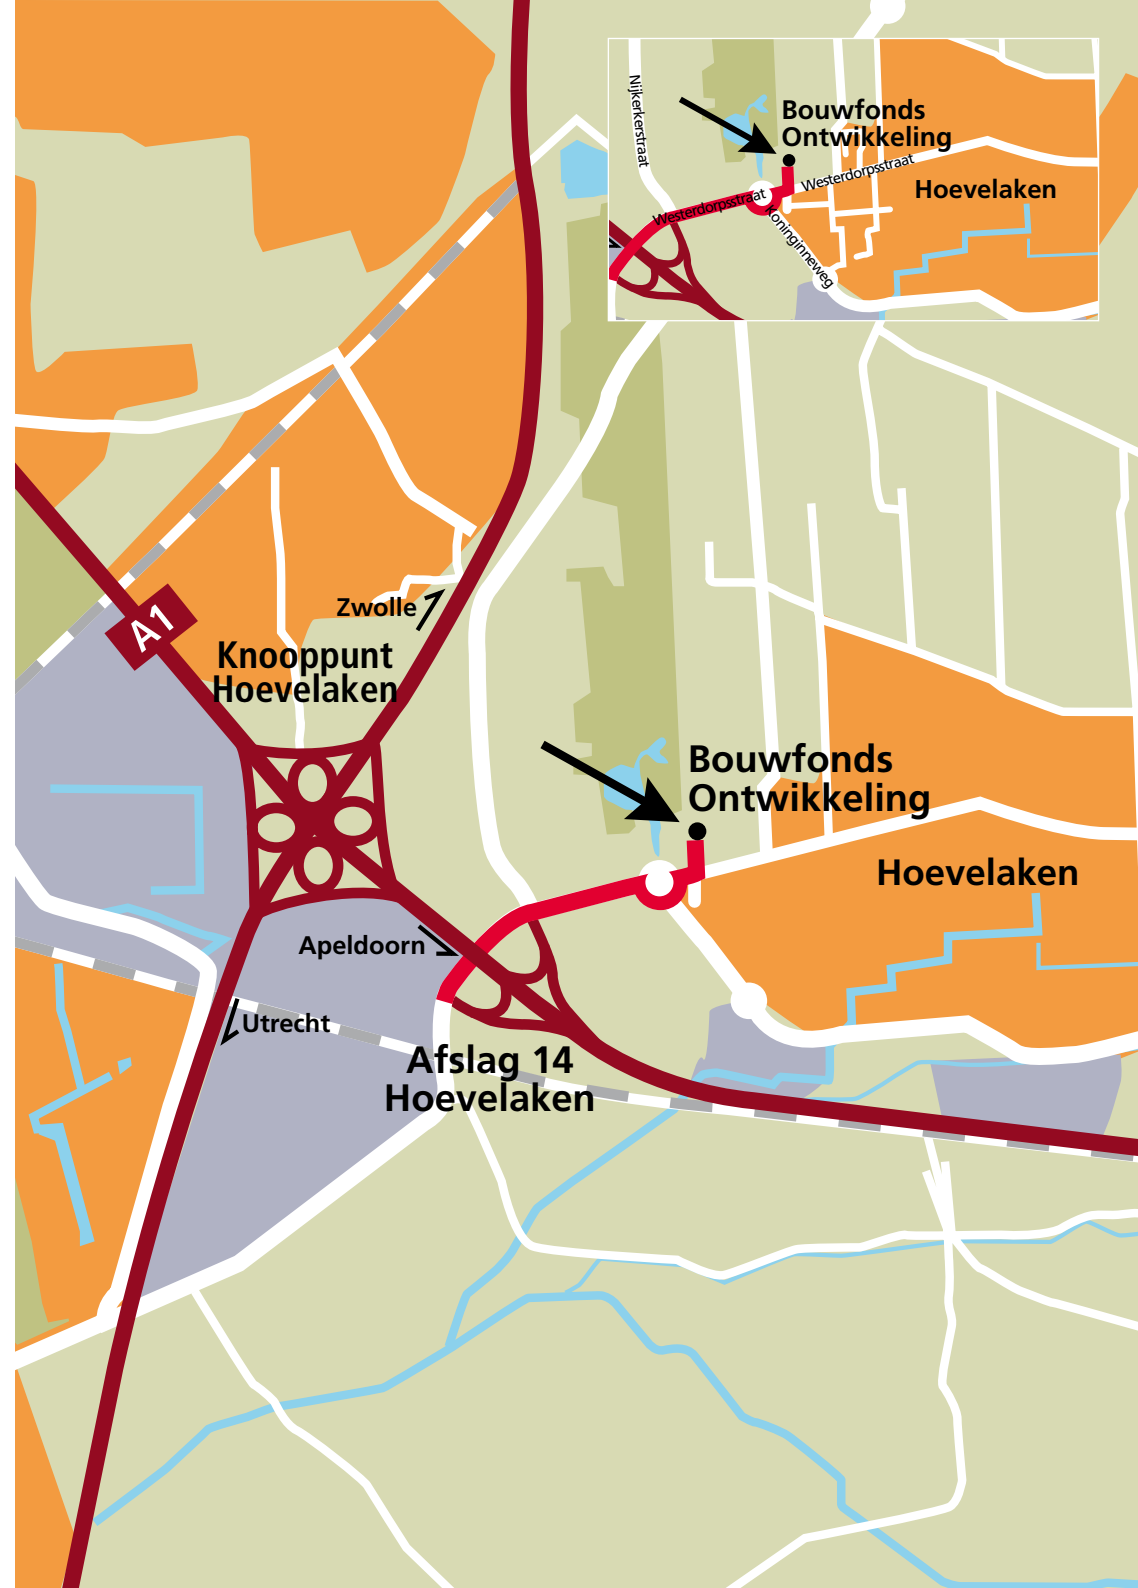 Nijkerkerstraat
Bouwfonds
Ontwikkeling
Westerdorpsstraat
Hoevelaken
Westerdorpsstraat
Koninginneweg
A1
Zwolle
Knooppunt
Hoevelaken
Bouwfonds
Ontwikkeling
Hoevelaken
Apeldoorn
Utrecht
Afslag 14
Hoevelaken